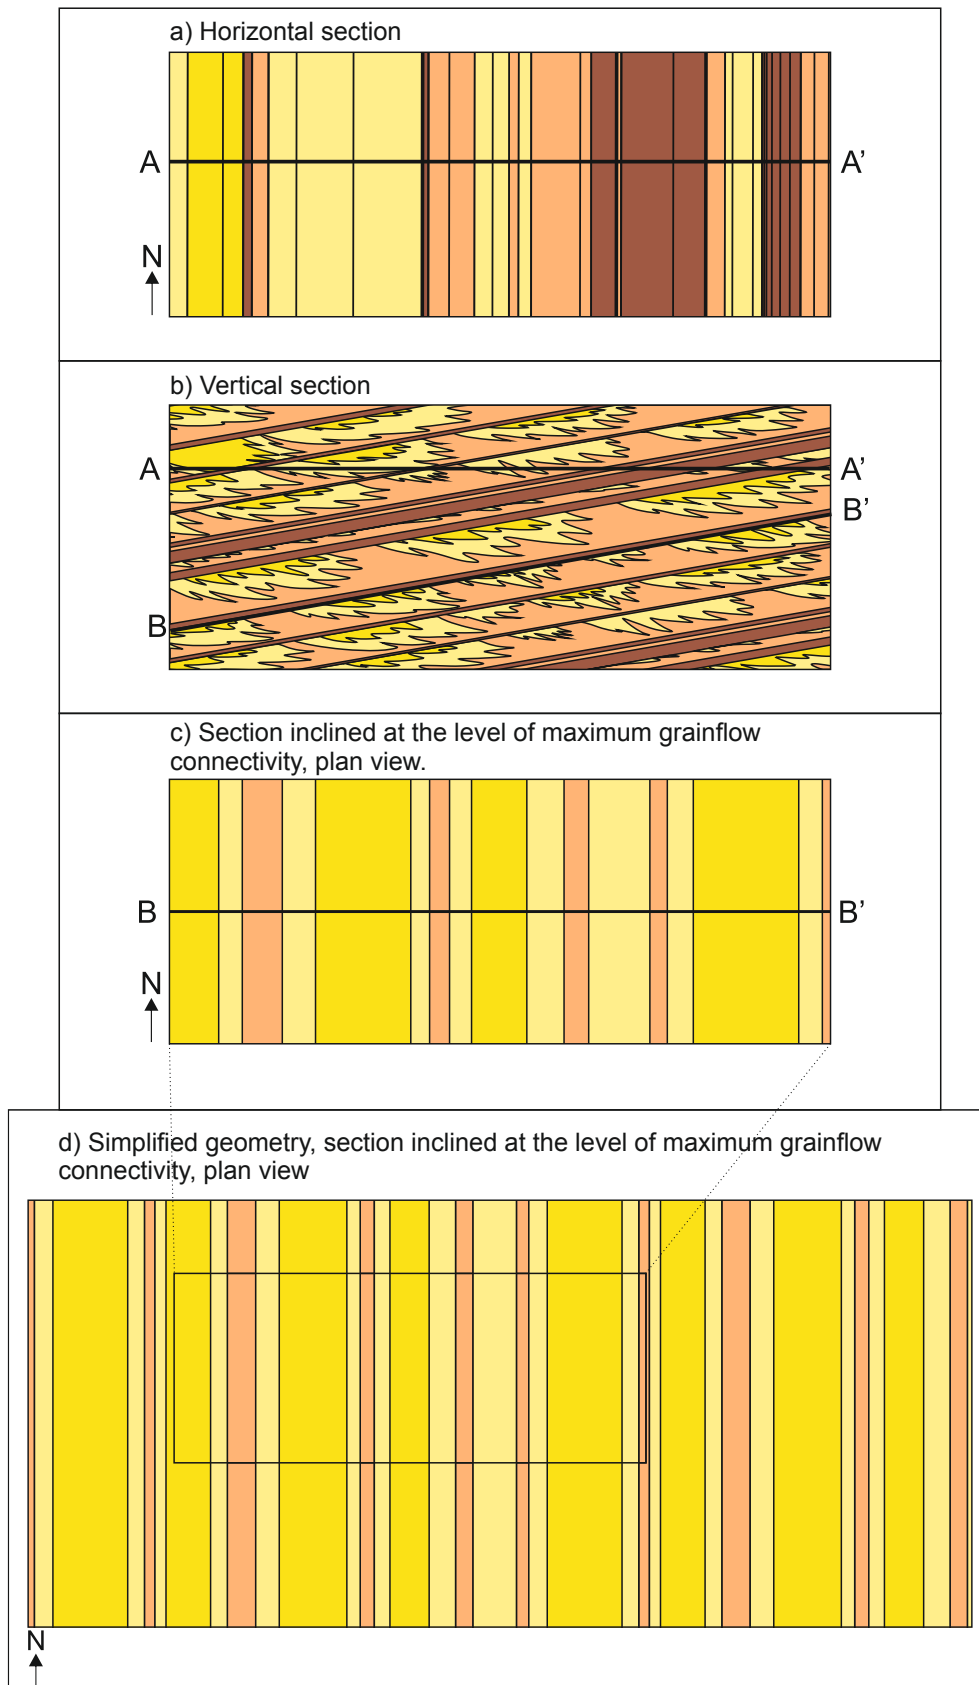 a) Horizontal section
A A’
N
b) Vertical section
A A’
B’
B
c) Section inclined at the level of maximum grainflow
connectivity, plan view.
B B’
N
d) Simplified geometry, section inclined at the level of maximum grainflow
connectivity, plan view
N